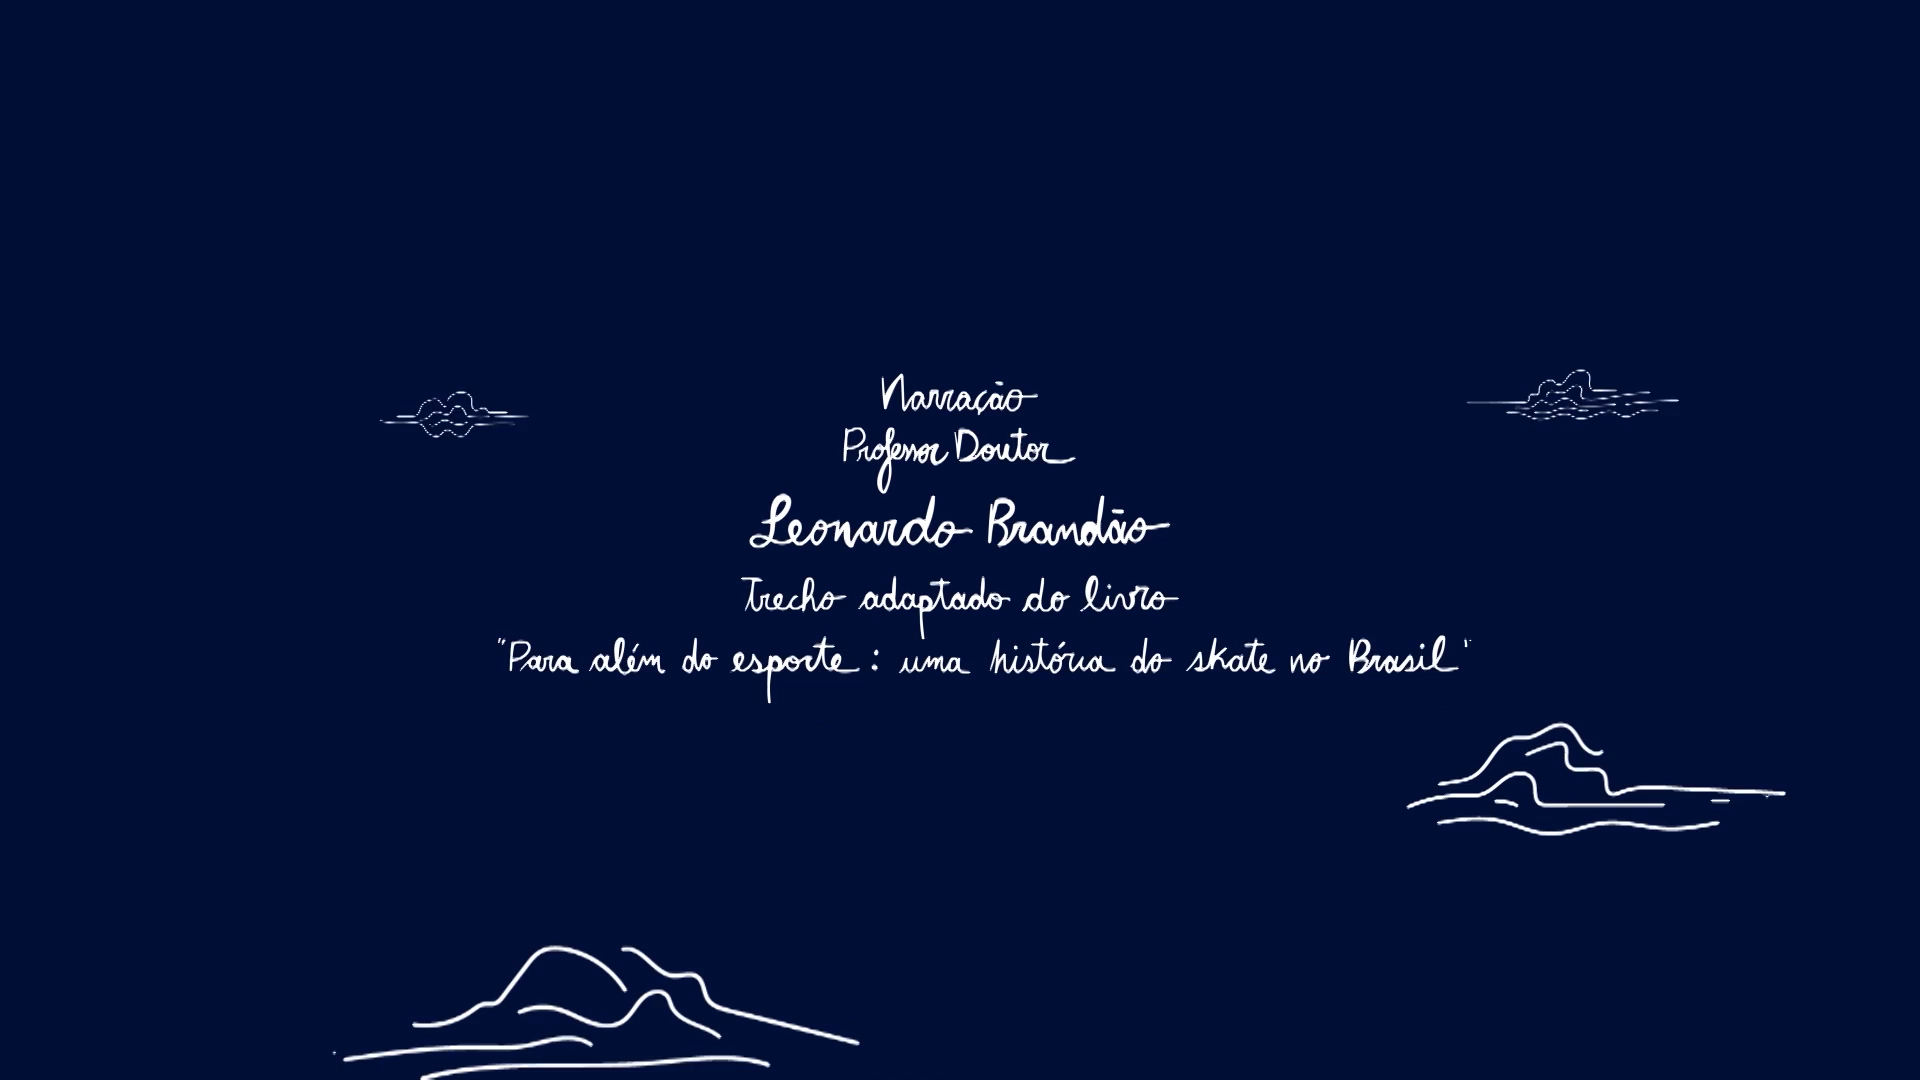 Narração
Professor Doutor
Leonardo Brandão
Trecho adaptado do livro
"Para além do esporte: uma história do skate no Brasil"